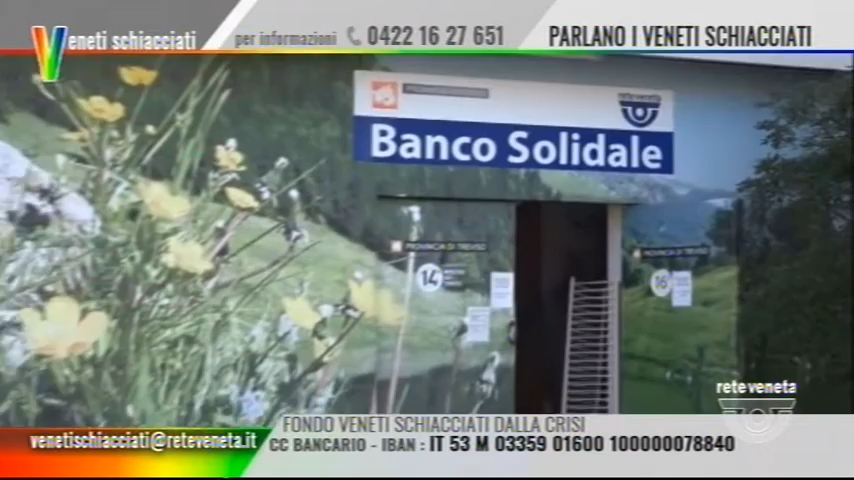 Veneti schiacciati
per informazioni 0422 16 27 651
PARLANO I VENETI SCHIACCIATI
reteveneta
Banco Solidale
PROVINCIA DI TREVISO
14
PROVINCIA DI TREVISO
16
reteveneta
FONDO VENETI SCHIACCIATI DALLA CRISI
venetischiacciati@reteveneta.it
CC BANCARIO - IBAN : IT 53 M 03359 01600 100000078840